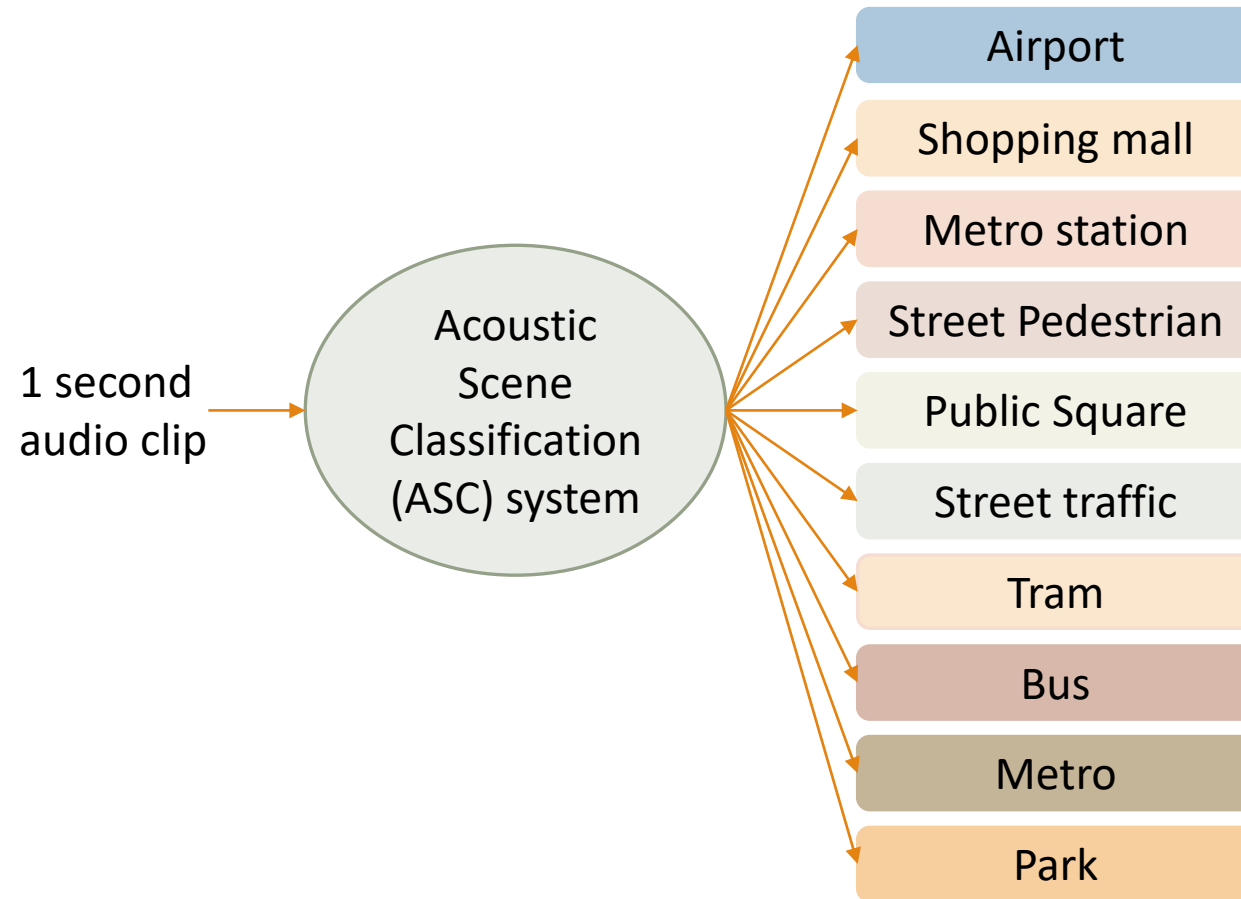 1 second
audio clip
Acoustic
Scene
Classification
(ASC) system
Airport
Shopping mall
Metro station
Street Pedestrian
Public Square
Street traffic
Tram
Bus
Metro
Park